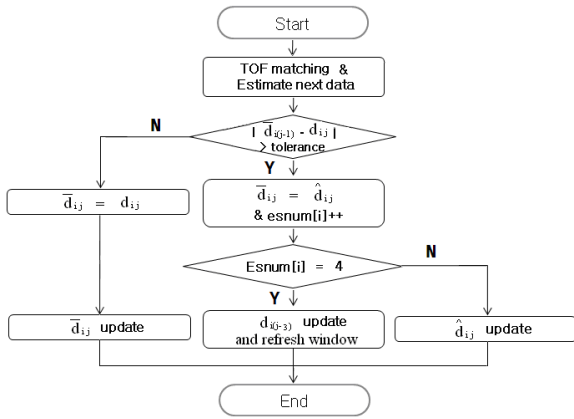 Start
TOF matching &
Estimate next data
N
| d̅i(j-1) - dij |
> tolerance
Y
d̅ij = dij
d̅ij = d̂ij
& esnum[i]++
N
Esnum[i] = 4
Y
d̅ij update
di(j-3) update
and refresh window
d̂ij update
End